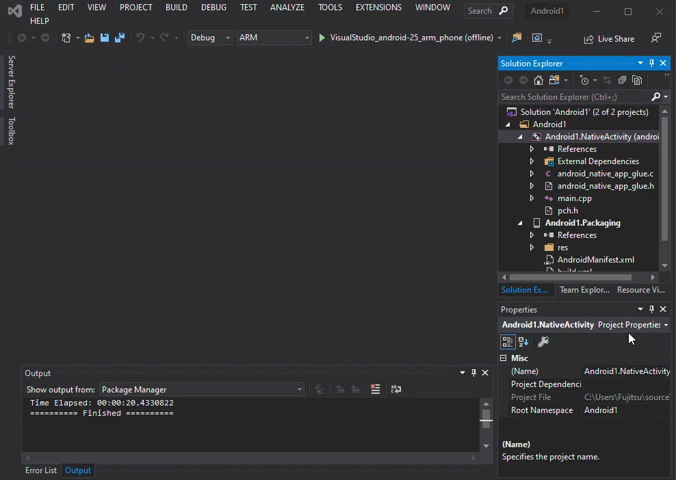 FILE EDIT VIEW PROJECT BUILD DEBUG TEST ANALYZE TOOLS EXTENSIONS WINDOW Search Android1
HELP
Debug ARM VisualStudio_android-25_arm_phone (offline) Live Share
Server Explorer
Toolbox
Solution Explorer
Search Solution Explorer (Ctrl+;)
Solution 'Android1' (2 of 2 projects)
Android1
Android1.NativeActivity (androi
References
External Dependencies
android_native_app_glue.c
android_native_app_glue.h
main.cpp
pch.h
Android1.Packaging
References
res
AndroidManifest.xml
build.xml
Solution Ex... Team Explor... Resource Vi...
Properties
Android1.NativeActivity Project Properties
Misc
(Name) Android1.NativeActivity
Project Dependenci
Project File C:\Users\Fujitsu\source\
Root Namespace Android1
(Name)
Specifies the project name.
Output
Show output from: Package Manager
Time Elapsed: 00:00:20.4330822
========== Finished ==========
Error List Output